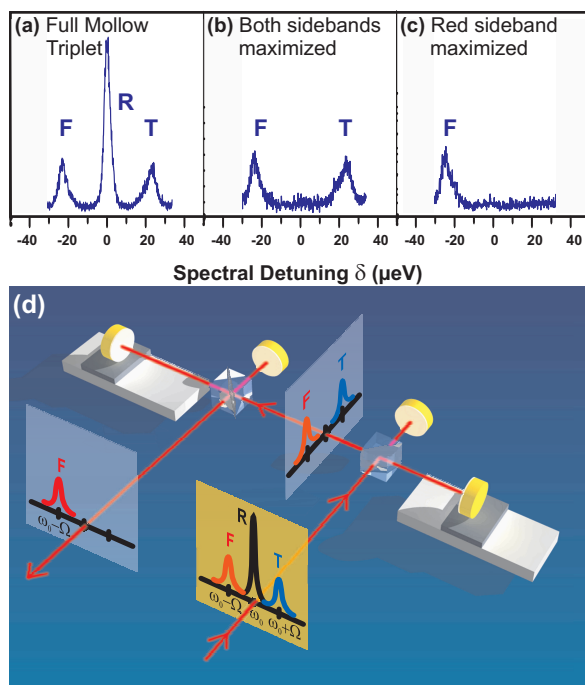 (a) Full Mollow
Triplet
F
R
T
(b) Both sidebands
maximized
F
T
(c) Red sideband
maximized
F
-40 -20 0 20 40
-40 -20 0 20 40
-40 -20 0 20 40
Spectral Detuning δ (μeV)
(d)
T
F
F
ω₀-Ω
R
F
T
ω₀-Ω ω₀ ω₀+Ω